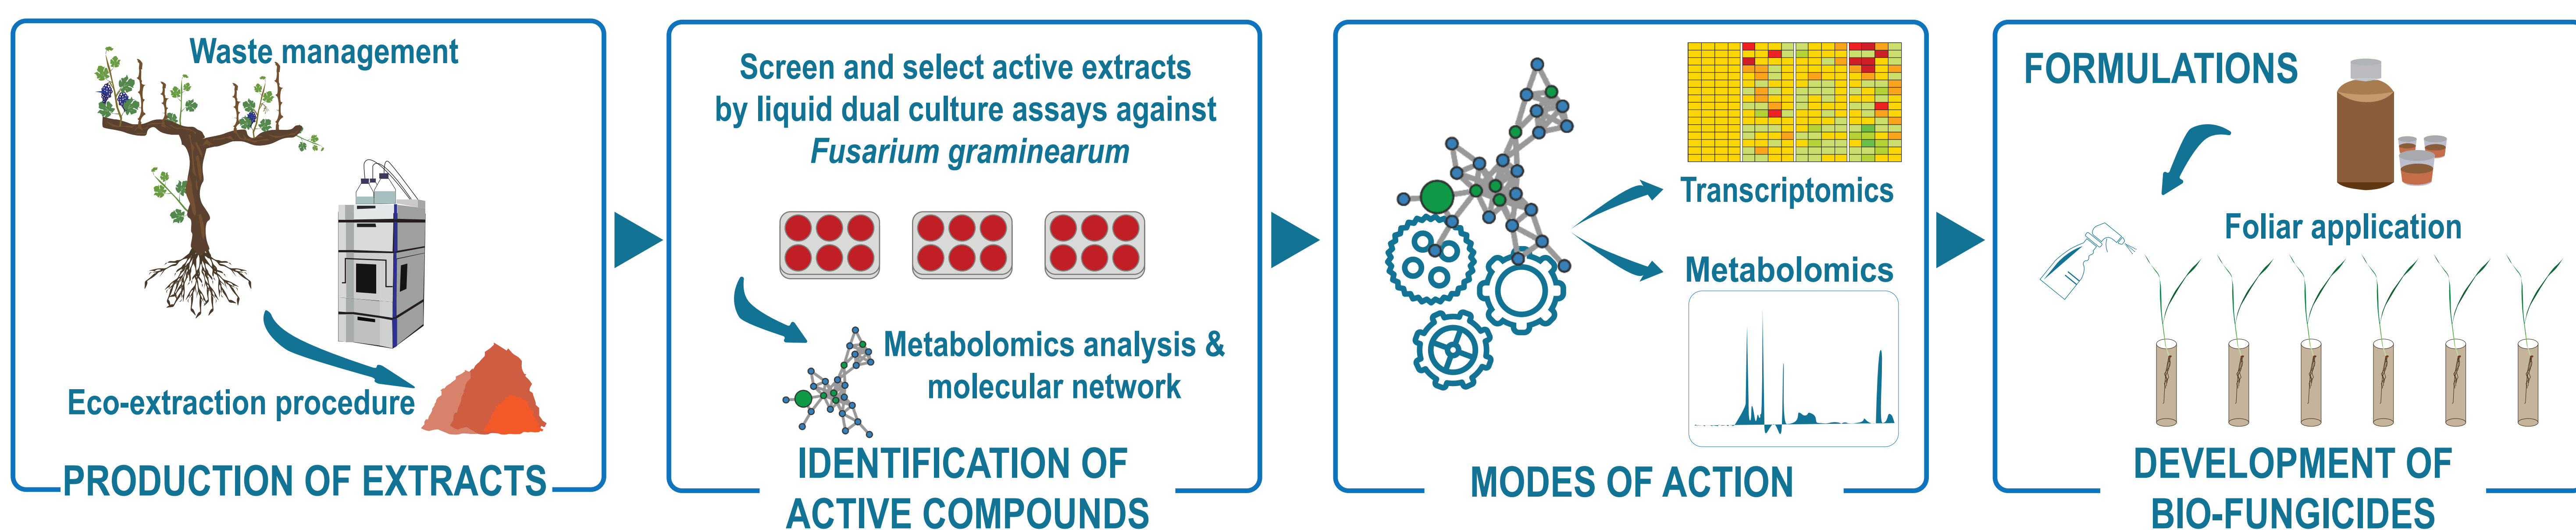 Waste management
Eco-extraction procedure
PRODUCTION OF EXTRACTS
Screen and select active extracts
by liquid dual culture assays against
Fusarium graminearum
Metabolomics analysis &
molecular network
IDENTIFICATION OF
ACTIVE COMPOUNDS
Transcriptomics
Metabolomics
MODES OF ACTION
FORMULATIONS
Foliar application
DEVELOPMENT OF
BIO-FUNGICIDES